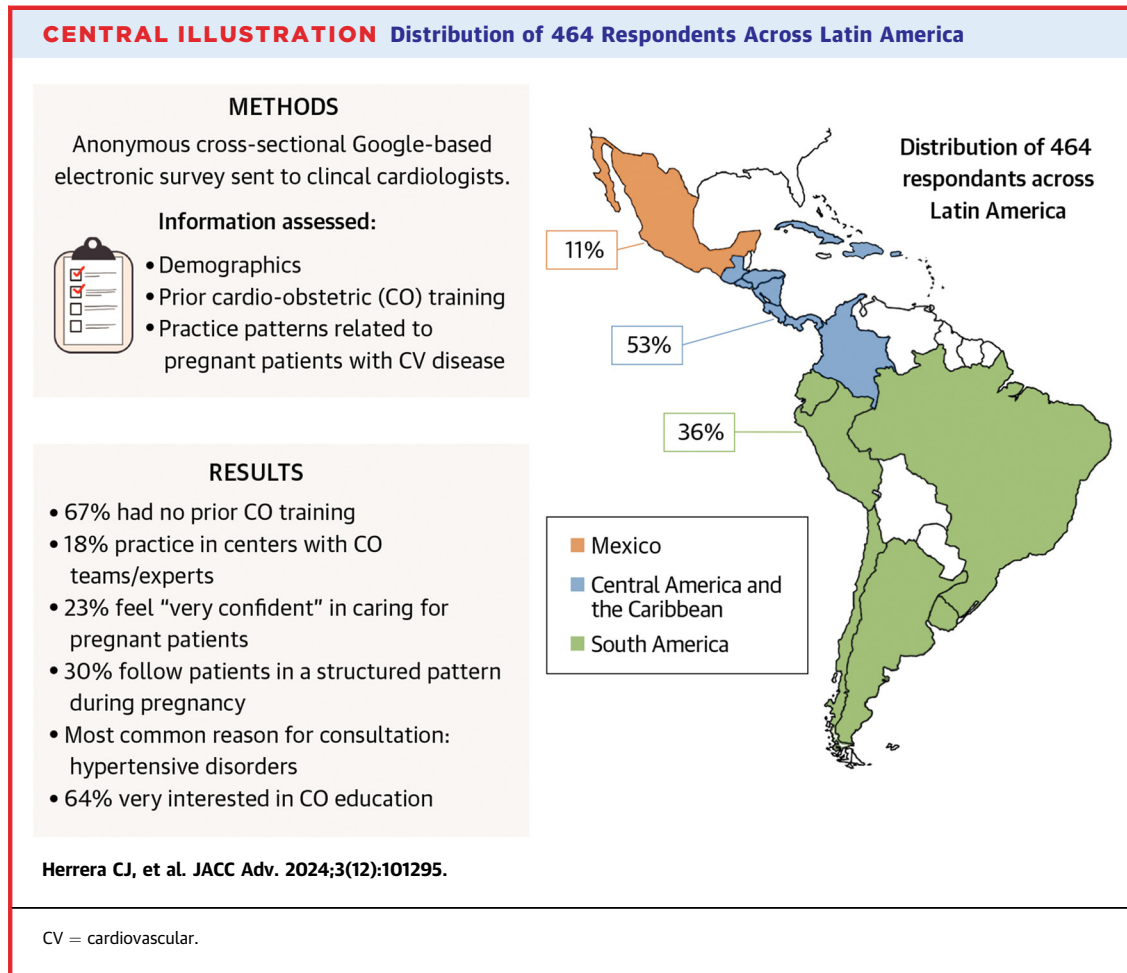 CENTRAL ILLUSTRATION Distribution of 464 Respondents Across Latin America
METHODS
Anonymous cross-sectional Google-based
electronic survey sent to clincal cardiologists.
Information assessed:
• Demographics
• Prior cardio-obstetric (CO) training
• Practice patterns related to
pregnant patients with CV disease
RESULTS
• 67% had no prior CO training
• 18% practice in centers with CO
teams/experts
• 23% feel “very confident” in caring for
pregnant patients
• 30% follow patients in a structured pattern
during pregnancy
• Most common reason for consultation:
hypertensive disorders
• 64% very interested in CO education
Distribution of 464
respondants across
Latin America
11%
53%
36%
Mexico
Central America and
the Caribbean
South America
Herrera CJ, et al. JACC Adv. 2024;3(12):101295.
CV = cardiovascular.